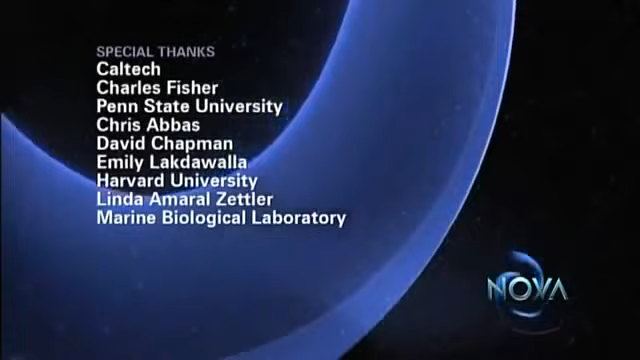 SPECIAL THANKS
Caltech
Charles Fisher
Penn State University
Chris Abbas
David Chapman
Emily Lakdawalla
Harvard University
Linda Amaral Zettler
Marine Biological Laboratory
NOVA